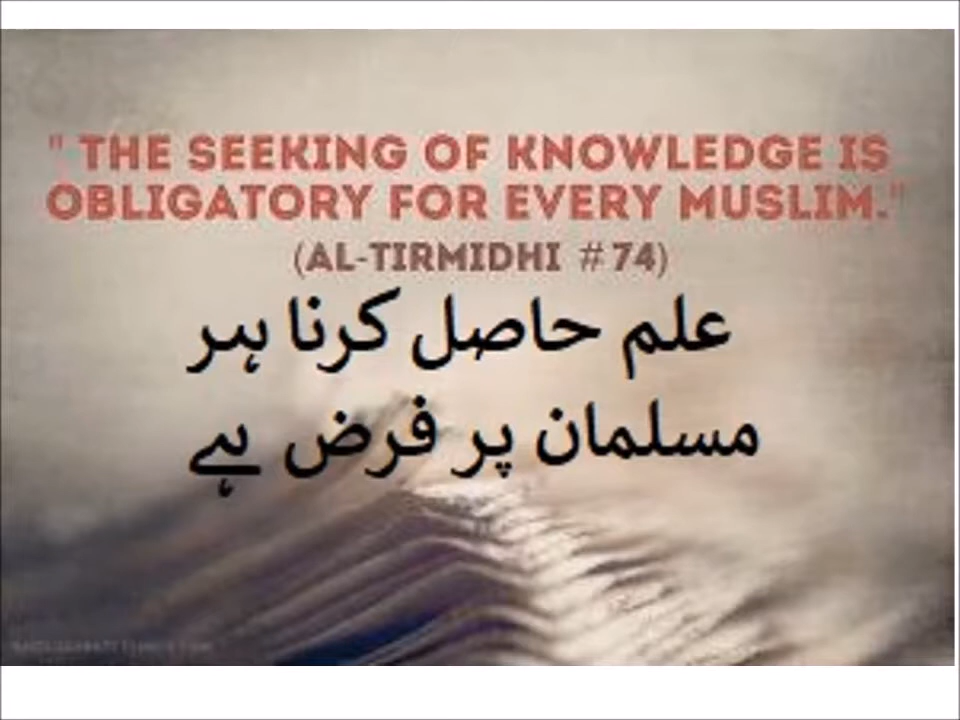 " THE SEEKING OF KNOWLEDGE IS
OBLIGATORY FOR EVERY MUSLIM."
(AL-TIRMIDHI #74)
علم حاصل کرنا ہر
مسلمان پر فرض ہے